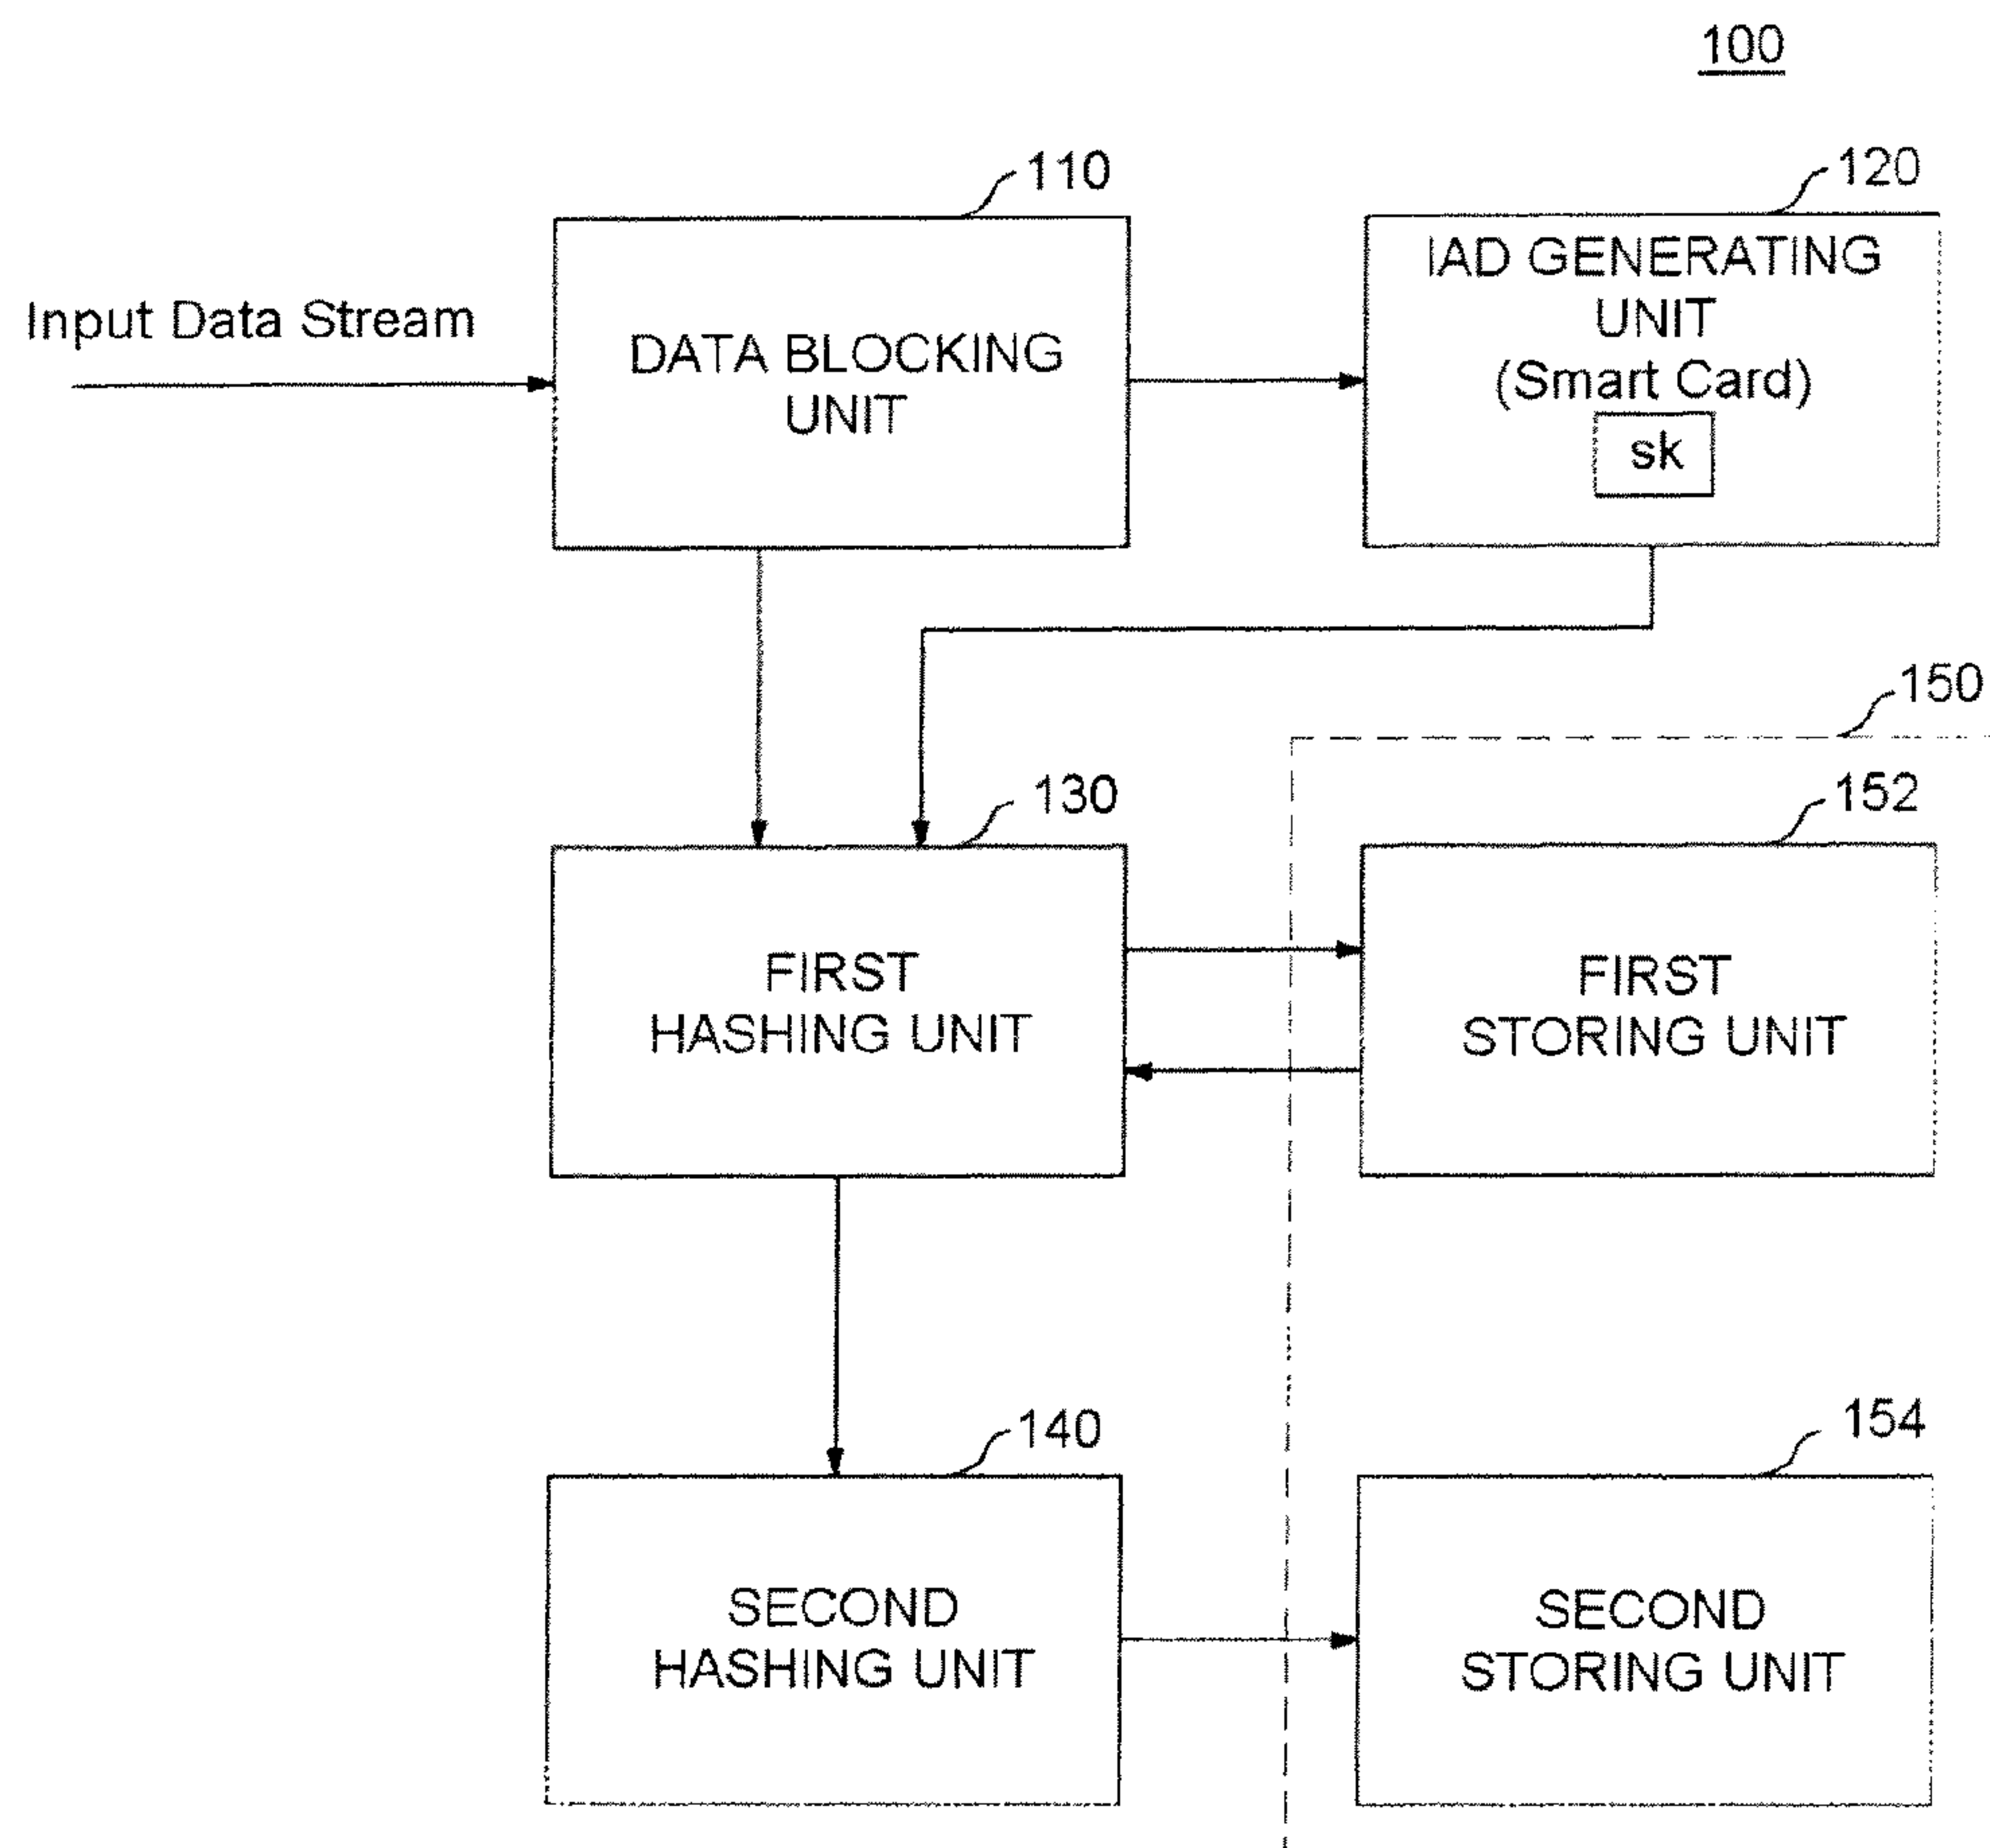 100
110
120
Input Data Stream
DATA BLOCKING
UNIT
IAD GENERATING
UNIT
(Smart Card)
sk
150
130
152
FIRST
HASHING UNIT
FIRST
STORING UNIT
140
154
SECOND
HASHING UNIT
SECOND
STORING UNIT